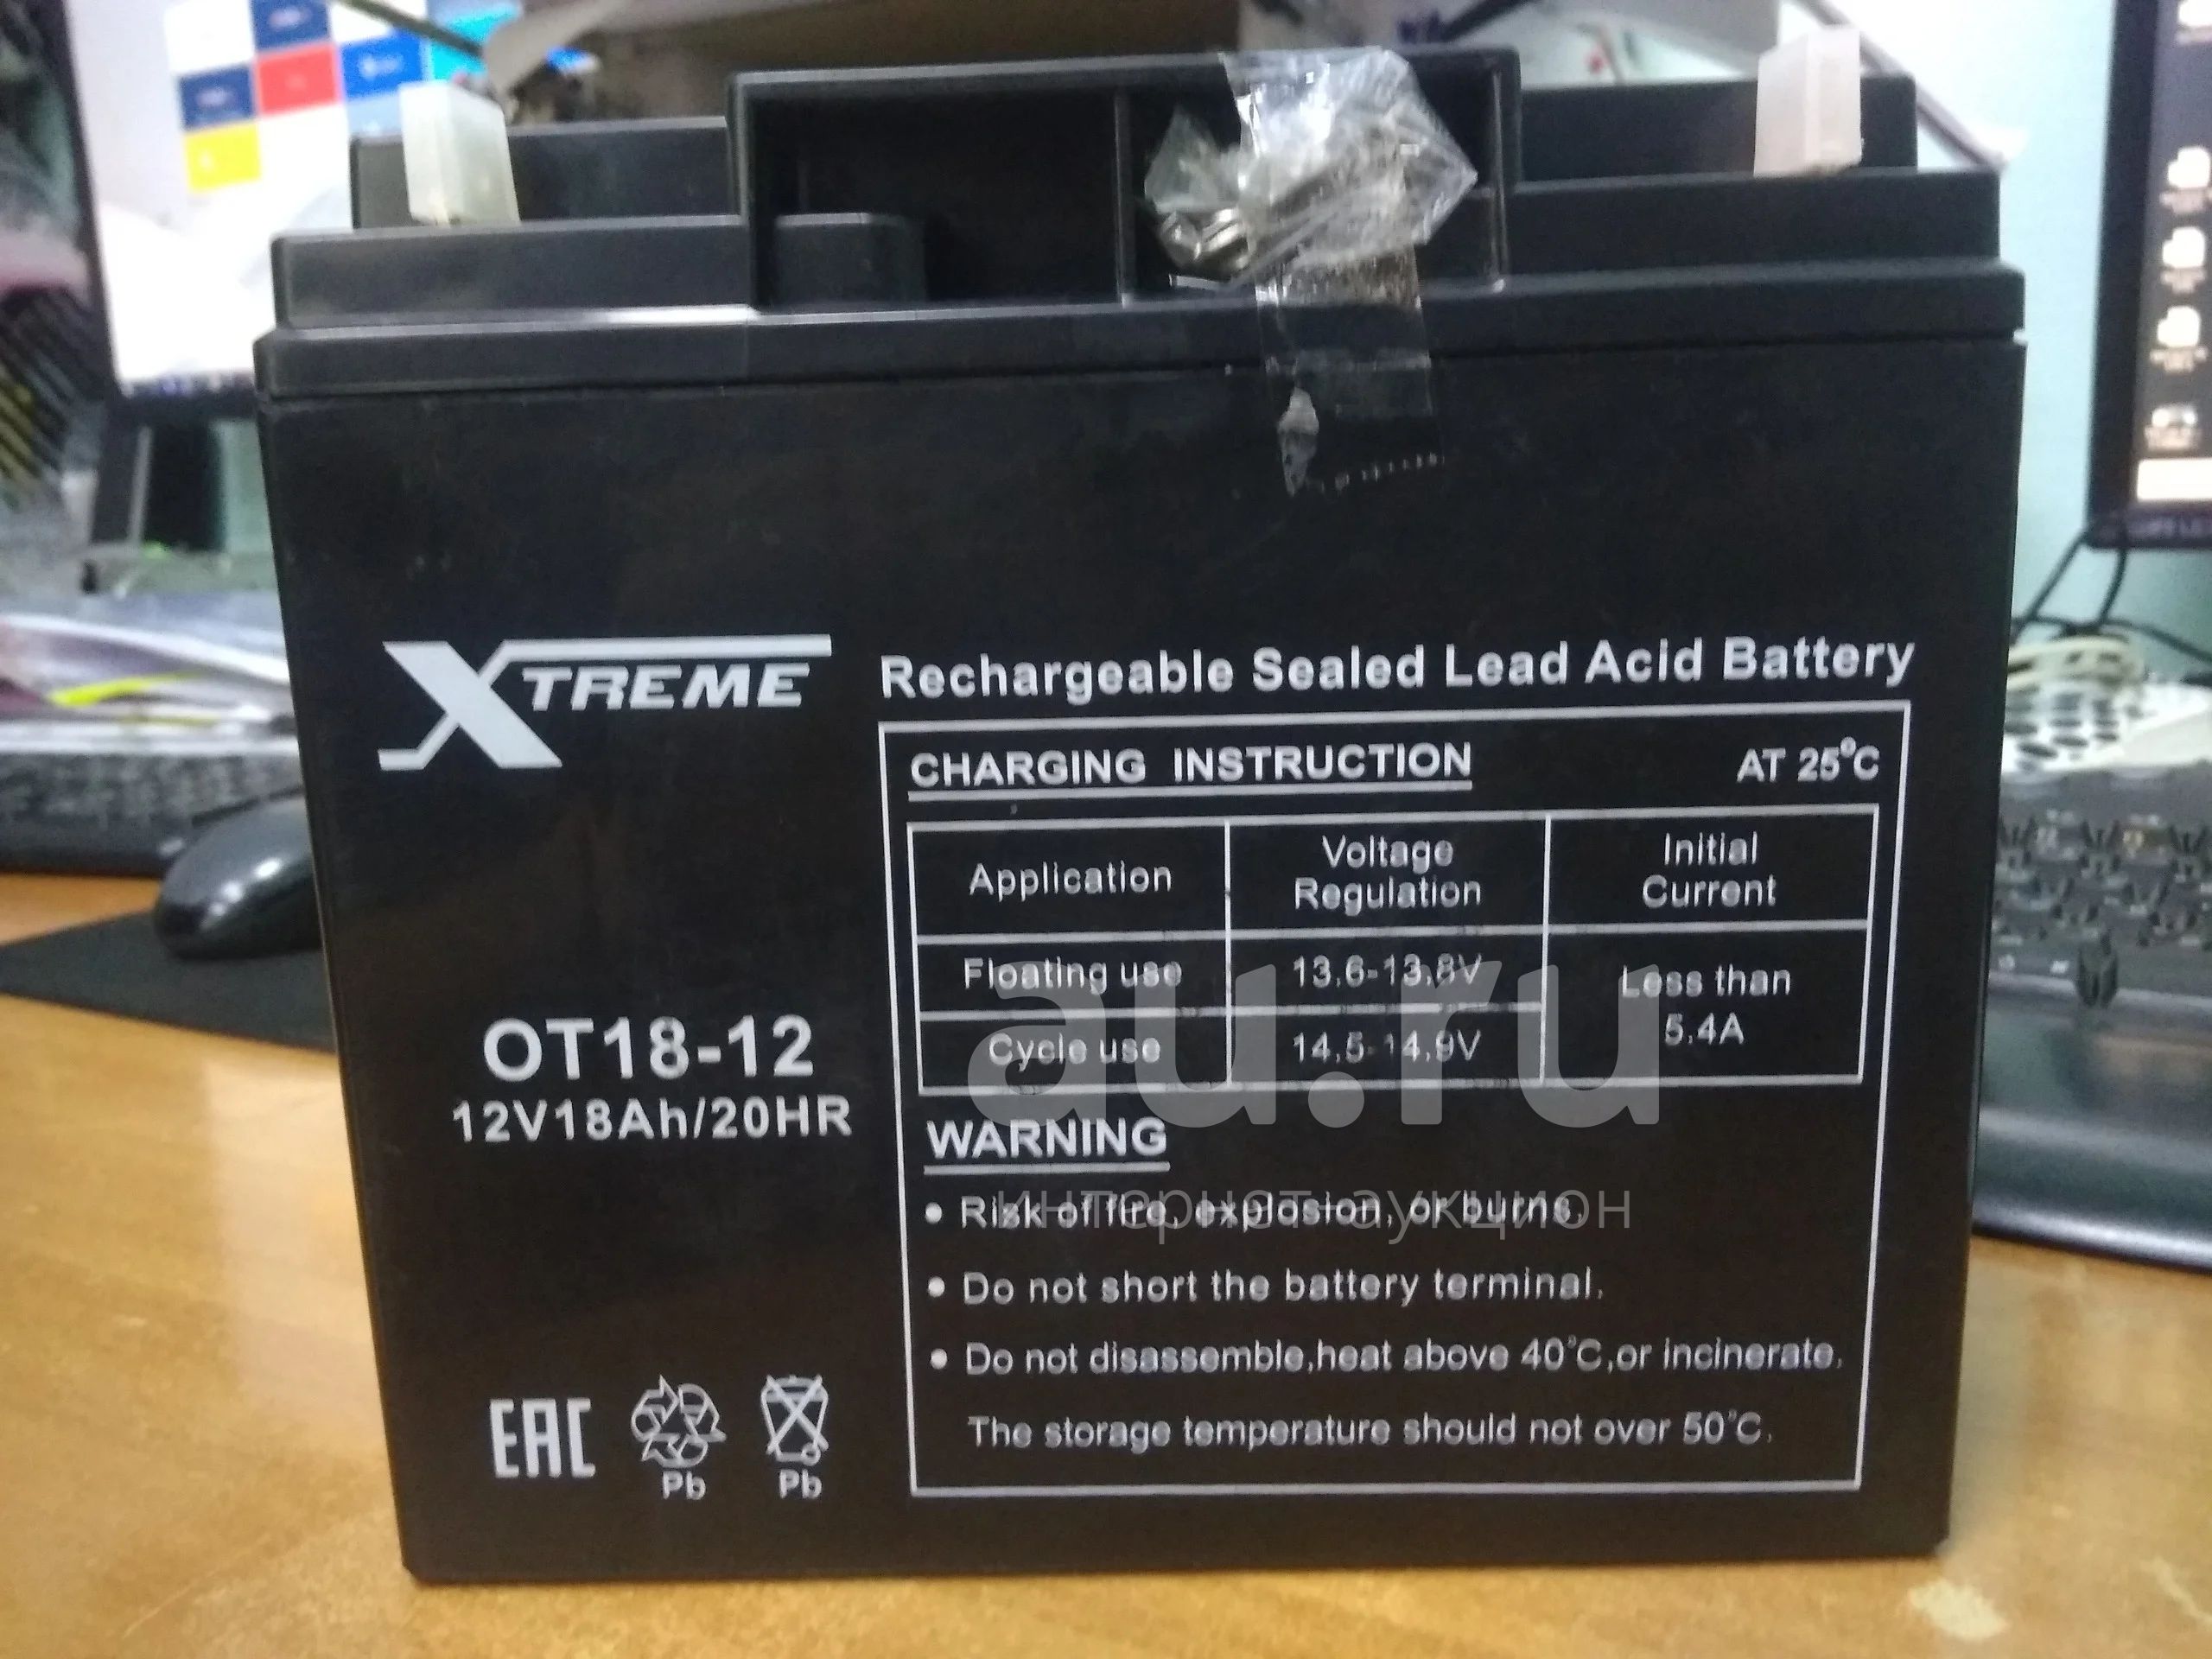 XTREME
Rechargeable Sealed Lead Acid Battery
CHARGING INSTRUCTION AT 25°C
Application Voltage Regulation Initial Current
Floating use 13.6-13.8V Less than 5.4A
Cycle use 14.5-14.9V
OT18-12
12V18Ah/20HR
WARNING
• Risk of fire, explosion, or burns.
• Do not short the battery terminal.
• Do not disassemble,heat above 40°C,or incinerate.
The storage temperature should not over 50°C.
EAC
Pb
Pb
au.ru
интернет-аукцион